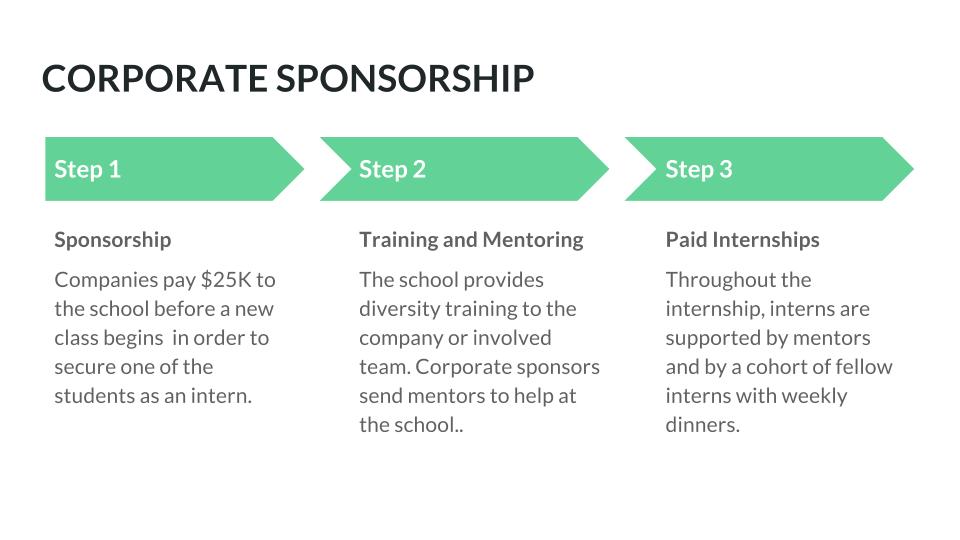 CORPORATE SPONSORSHIP
Step 1
Step 2
Step 3
Sponsorship
Companies pay $25K to
the school before a new
class begins  in order to
secure one of the
students as an intern.
Training and Mentoring
The school provides
diversity training to the
company or involved
team. Corporate sponsors
send mentors to help at
the school..
Paid Internships
Throughout the
internship, interns are
supported by mentors
and by a cohort of fellow
interns with weekly
dinners.